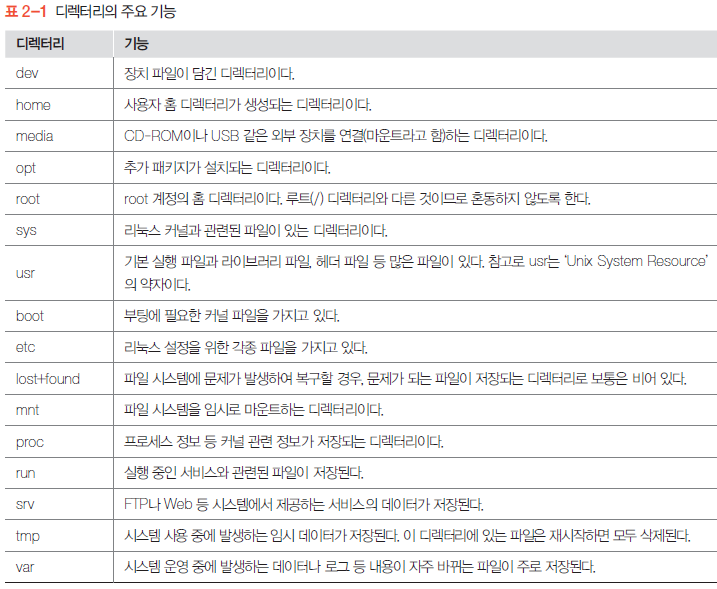 표 2-1 디렉터리의 주요 기능
디렉터리 기능
dev 장치 파일이 담긴 디렉터리이다.
home 사용자 홈 디렉터리가 생성되는 디렉터리이다.
media CD-ROM이나 USB 같은 외부 장치를 연결(마운트라고 함)하는 디렉터리이다.
opt 추가 패키지가 설치되는 디렉터리이다.
root root 계정의 홈 디렉터리이다. 루트(/) 디렉터리와 다른 것이므로 혼동하지 않도록 한다.
sys 리눅스 커널과 관련된 파일이 있는 디렉터리이다.
usr 기본 실행 파일과 라이브러리 파일, 헤더 파일 등 많은 파일이 있다. 참고로 usr는 ‘Unix System Resource’
의 약자이다.
boot 부팅에 필요한 커널 파일을 가지고 있다.
etc 리눅스 설정을 위한 각종 파일을 가지고 있다.
lost+found 파일 시스템에 문제가 발생하여 복구할 경우, 문제가 되는 파일이 저장되는 디렉터리로 보통은 비어 있다.
mnt 파일 시스템을 임시로 마운트하는 디렉터리이다.
proc 프로세스 정보 등 커널 관련 정보가 저장되는 디렉터리이다.
run 실행 중인 서비스와 관련된 파일이 저장된다.
srv FTP나 Web 등 시스템에서 제공하는 서비스의 데이터가 저장된다.
tmp 시스템 사용 중에 발생하는 임시 데이터가 저장된다. 이 디렉터리에 있는 파일은 재시작하면 모두 삭제된다.
var 시스템 운영 중에 발생하는 데이터나 로그 등 내용이 자주 바뀌는 파일이 주로 저장된다.